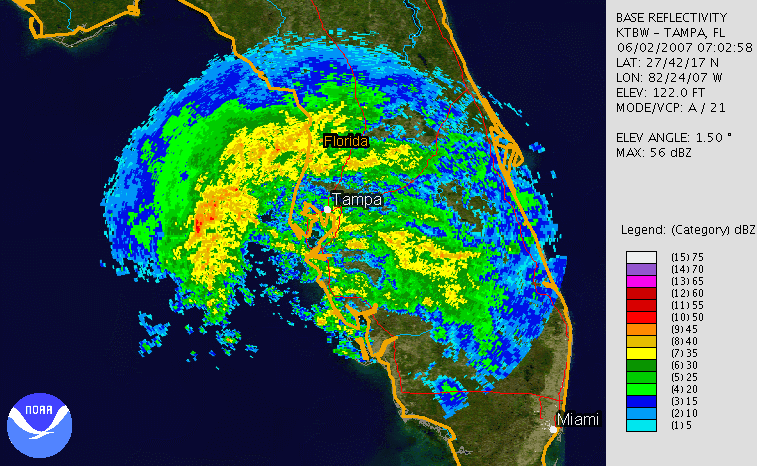 BASE REFLECTIVITY
KTBW – TAMPA, FL
06/02/2007 07:02:58
LAT: 27/42/17 N
LON: 82/24/07 W
ELEV: 122.0 FT
MODE/VCP: A / 21
ELEV ANGLE: 1.50 °
MAX: 56 dBZ
Florida
Tampa
Legend: (Category) dBZ
(15) 75
(14) 70
(13) 65
(12) 60
(11) 55
(10) 50
(9) 45
(8) 40
(7) 35
(6) 30
(5) 25
(4) 20
(3) 15
(2) 10
(1) 5
NOAA
Miami